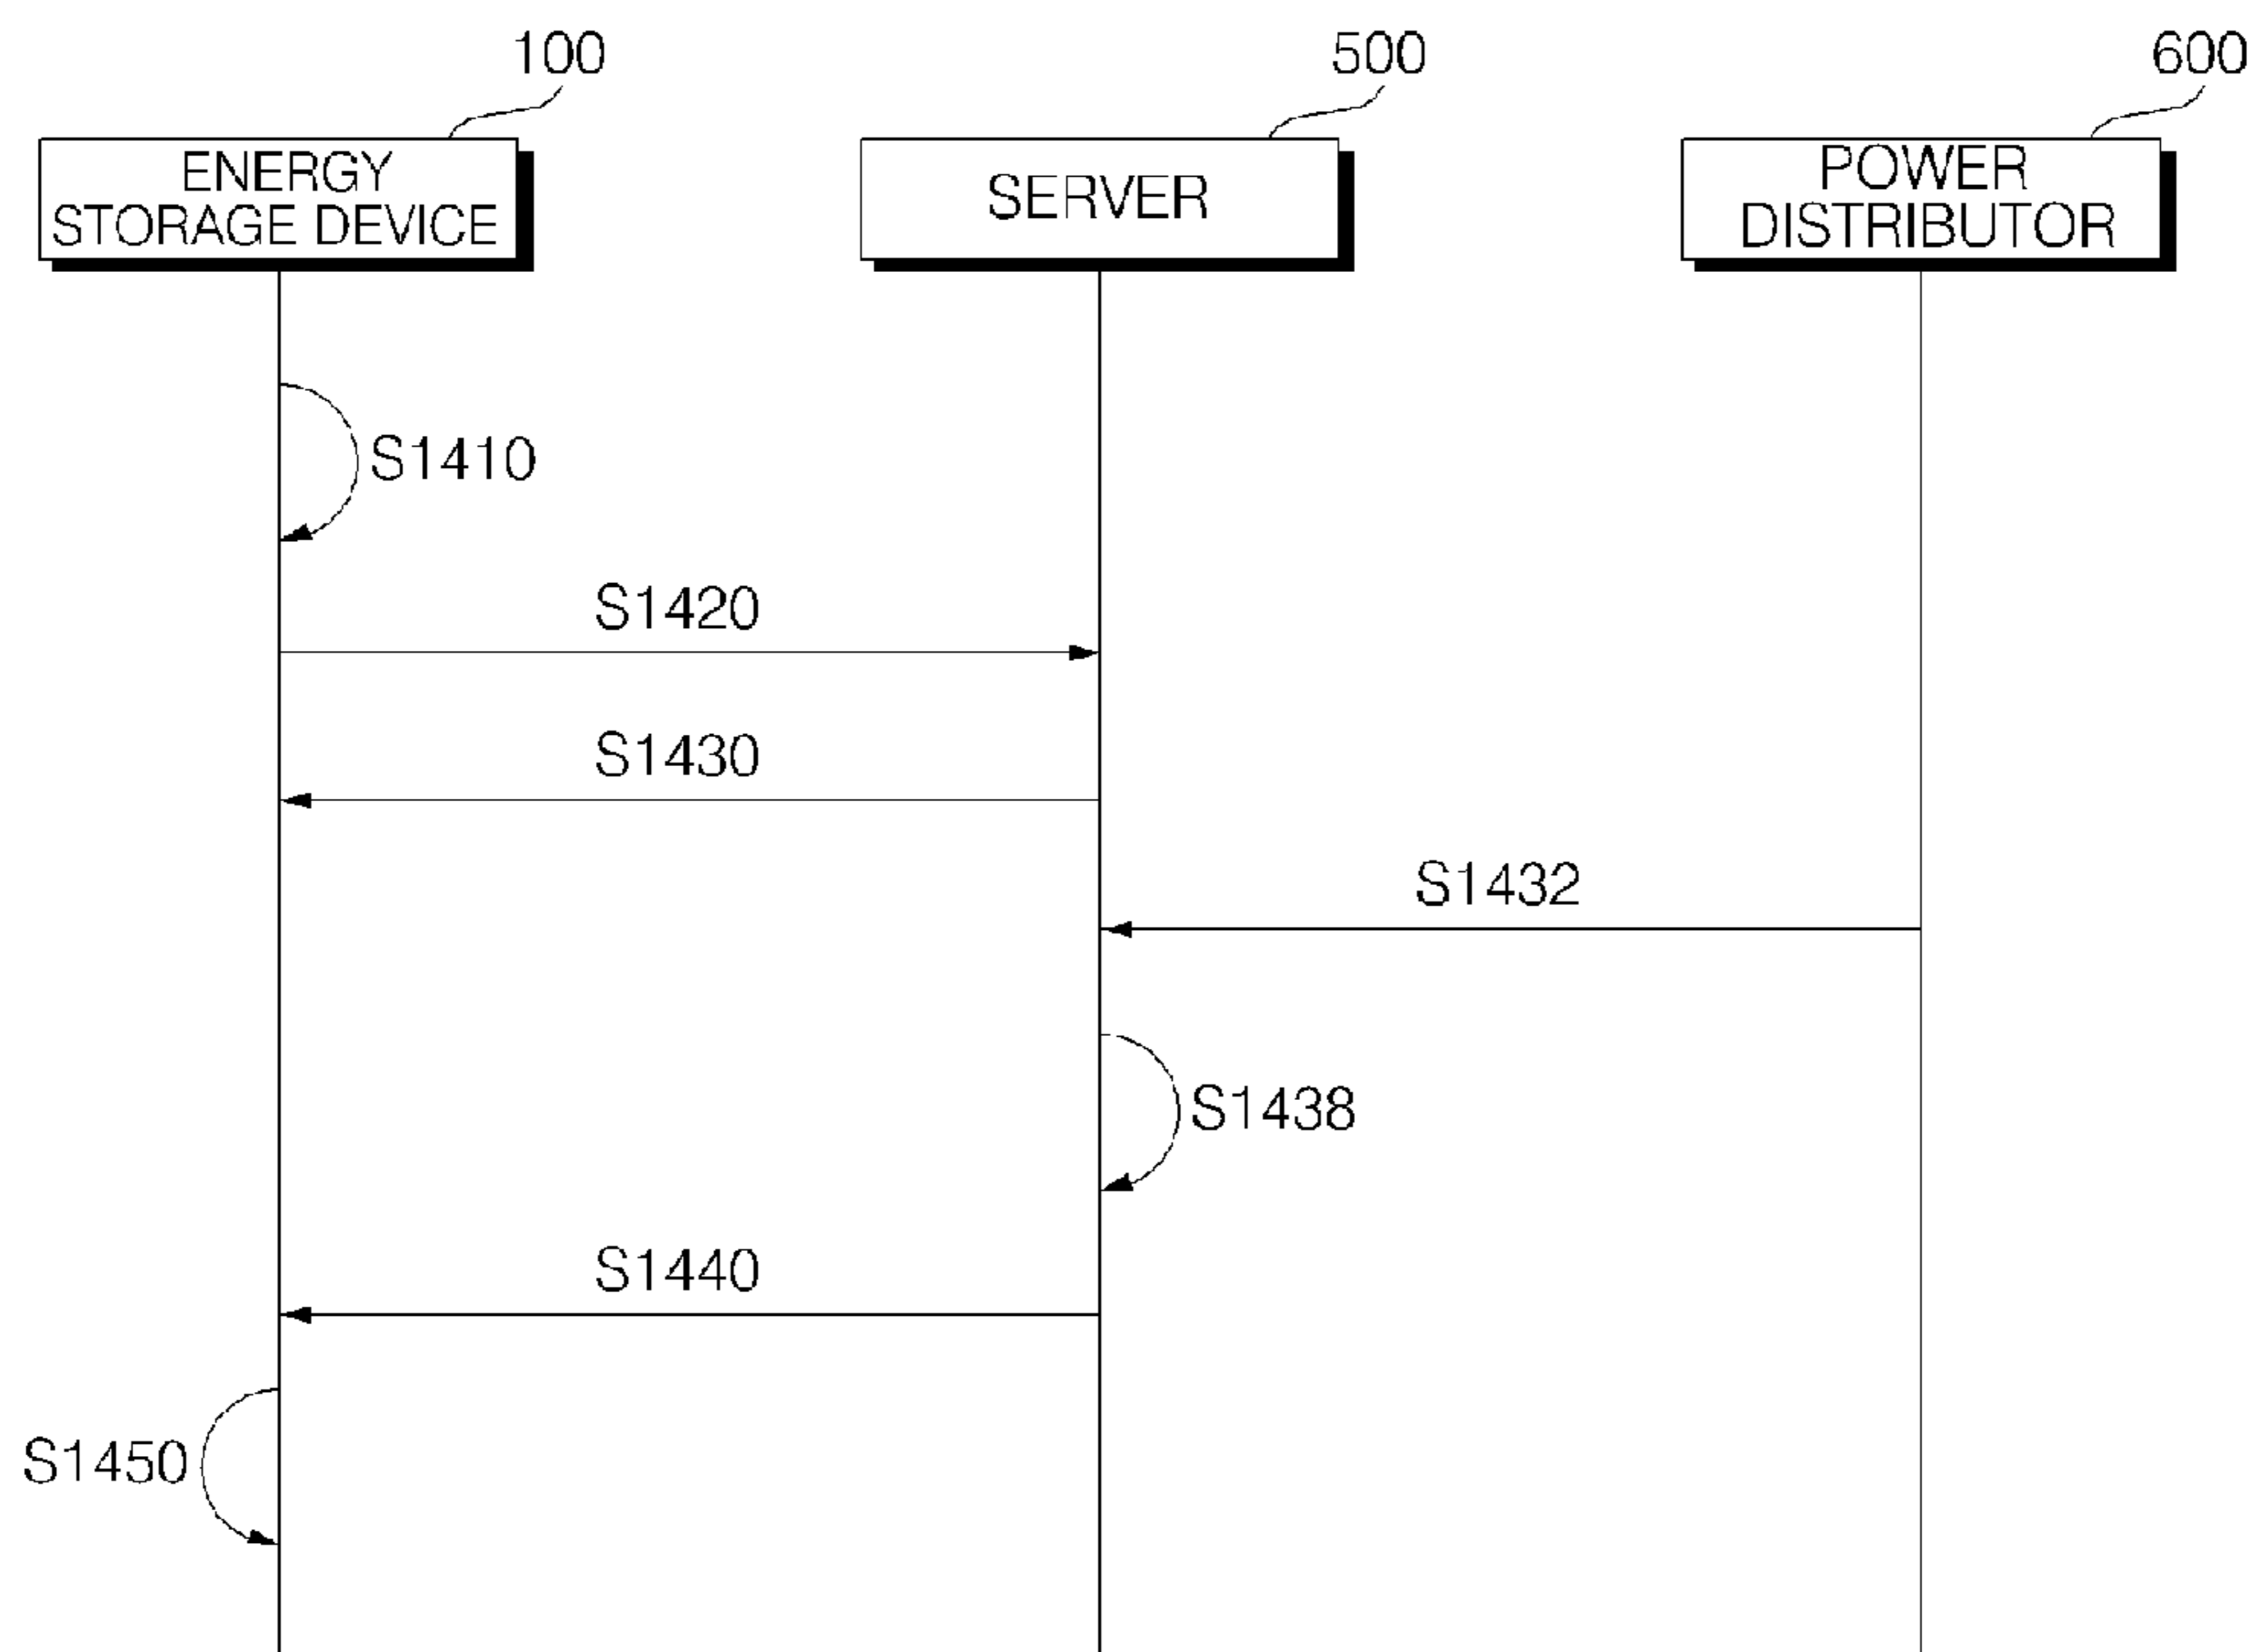 100
500
600
ENERGY
STORAGE DEVICE
SERVER
POWER
DISTRIBUTOR
S1410
S1420
S1430
S1432
S1438
S1440
S1450